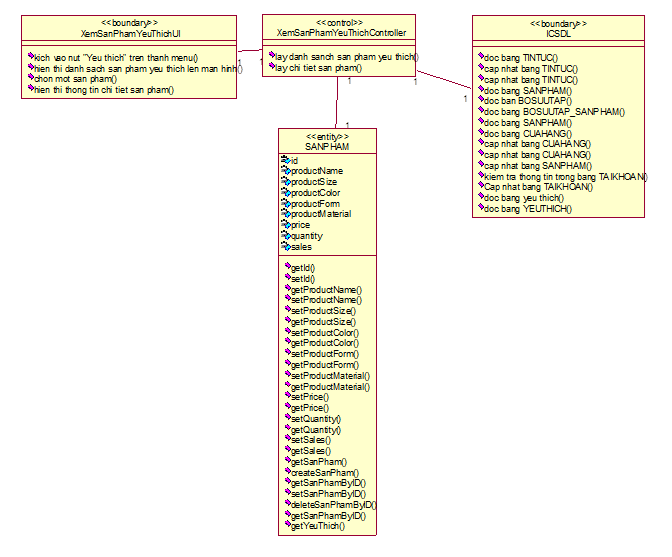 <<boundary>>
XemSanPhamYeuThichUI
kich vao nut "Yeu thich" tren thanh menu()
hien thi danh sach san pham yeu thich len man hinh()
chon mot san pham()
hien thi thong tin chi tiet san pham()
1
1
<<control>>
XemSanPhamYeuThichController
lay danh sanch san pham yeu thich()
lay chi tiet san pham()
1
1
1
1
<<boundary>>
ICSDL
doc bang TINTUC()
cap nhat bang TINTUC()
cap nhat bang TINTUC()
doc bang SANPHAM()
doc ban BOSUUTAP()
doc bang BOSUUTAP_SANPHAM()
doc bang SANPHAM()
doc bang CUAHANG()
cap nhat bang CUAHANG()
cap nhat bang CUAHANG()
cap nhat bang SANPHAM()
kiem tra thong tin trong bang TAIKHOAN()
Cap nhat bang TAIKHOAN()
doc bang yeu thich()
doc bang YEUTHICH()
<<entity>>
SANPHAM
id
productName
productSize
productColor
productForm
productMaterial
price
quantity
sales
getId()
setId()
getProductName()
setProductName()
setProductSize()
getProductSize()
setProductColor()
getProductColor()
setProductForm()
getProductForm()
setProductMaterial()
getProductMaterial()
setPrice()
getPrice()
setQuantity()
getQuantity()
setSales()
getSales()
getSanPham()
createSanPham()
getSanPhamByID()
setSanPhamByID()
deleteSanPhamByID()
getSanPhamByID()
getYeuThich()